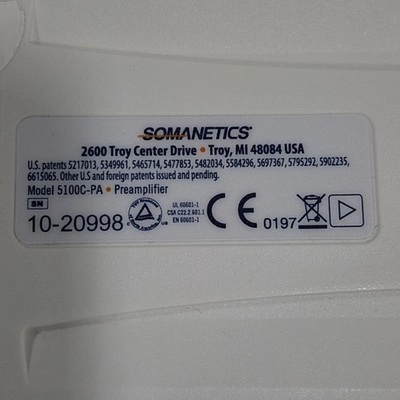 SOMANETICS
2600 Troy Center Drive • Troy, MI 48084 USA
U.S. patents 5217013, 5349961, 5465714, 5477853, 5482034, 5584296, 5697367, 5795292, 5902235,
6615065. Other U.S and foreign patents issued and pending.
Model 5100C-PA • Preamplifier
SN
10-20998
UL 60601-1
CSA C22.2.601.1
EN 60601-1
CE 0197